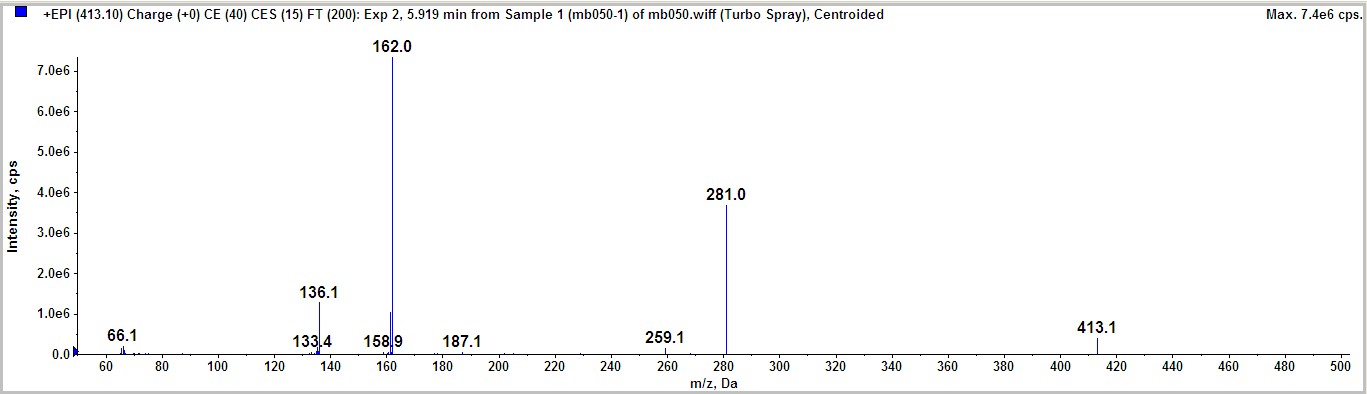 +EPI (413.10) Charge (+0) CE (40) CES (15) FT (200): Exp 2, 5.919 min from Sample 1 (mb050-1) of mb050.wiff (Turbo Spray), Centroided
Max. 7.4e6 cps.
Intensity, cps
7.0e6
6.0e6
5.0e6
4.0e6
3.0e6
2.0e6
1.0e6
0.0
66.1
133.4
136.1
158.9
162.0
187.1
259.1
281.0
413.1
60 80 100 120 140 160 180 200 220 240 260 280 300 320 340 360 380 400 420 440 460 480 500
m/z, Da